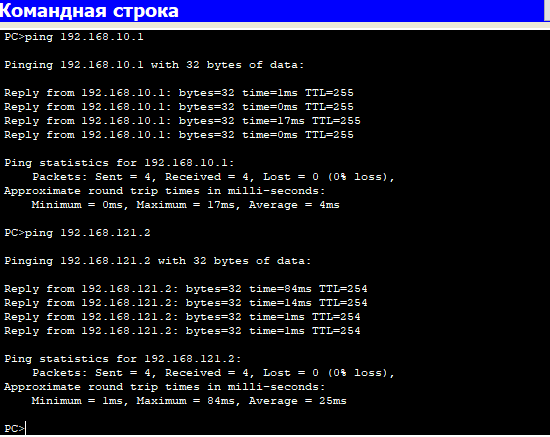 Командная строка
PC>ping 192.168.10.1
Pinging 192.168.10.1 with 32 bytes of data:
Reply from 192.168.10.1: bytes=32 time=1ms TTL=255
Reply from 192.168.10.1: bytes=32 time=0ms TTL=255
Reply from 192.168.10.1: bytes=32 time=17ms TTL=255
Reply from 192.168.10.1: bytes=32 time=0ms TTL=255
Ping statistics for 192.168.10.1:
Packets: Sent = 4, Received = 4, Lost = 0 (0% loss),
Approximate round trip times in milli-seconds:
Minimum = 0ms, Maximum = 17ms, Average = 4ms
PC>ping 192.168.121.2
Pinging 192.168.121.2 with 32 bytes of data:
Reply from 192.168.121.2: bytes=32 time=84ms TTL=254
Reply from 192.168.121.2: bytes=32 time=14ms TTL=254
Reply from 192.168.121.2: bytes=32 time=1ms TTL=254
Reply from 192.168.121.2: bytes=32 time=1ms TTL=254
Ping statistics for 192.168.121.2:
Packets: Sent = 4, Received = 4, Lost = 0 (0% loss),
Approximate round trip times in milli-seconds:
Minimum = 1ms, Maximum = 84ms, Average = 25ms
PC>